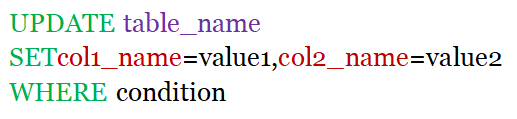 UPDATE table_name
SETcol1_name=value1,col2_name=value2
WHERE condition